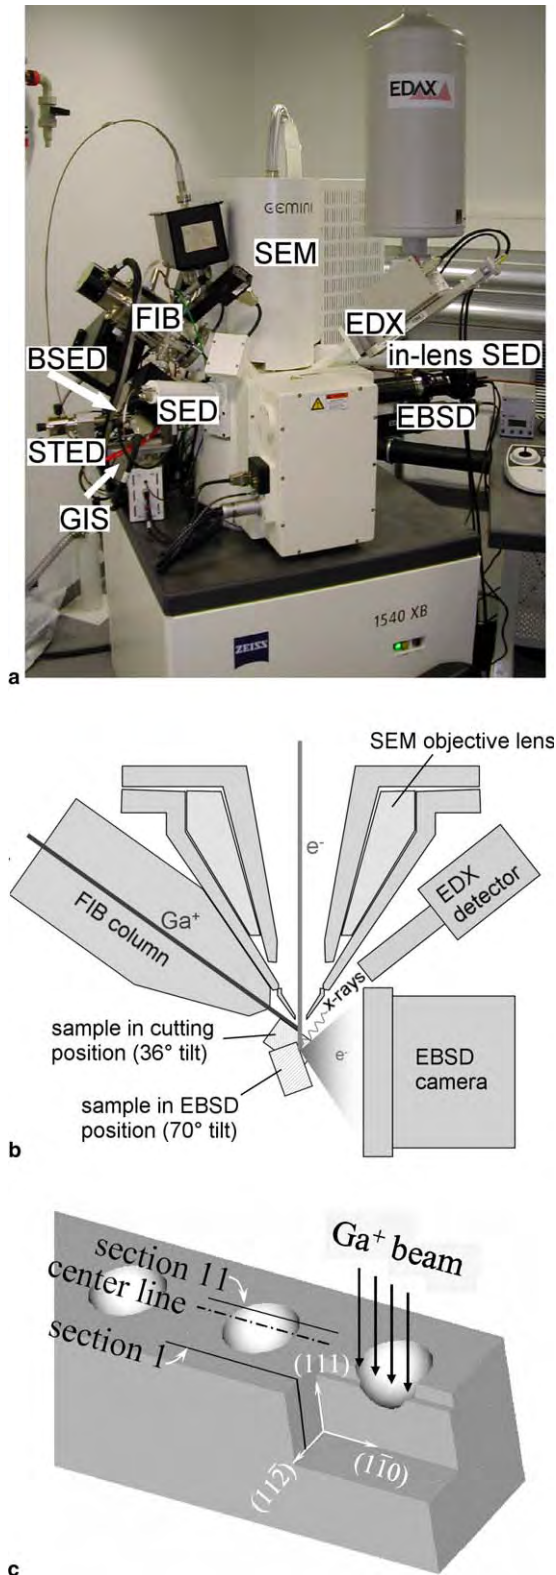 EDAX
GEMINI
SEM
FIB
EDX
in-lens SED
BSED
SED
EBSD
STED
GIS
1540 XB
ZEISS
a
SEM objective lens
e-
EDX
detector
Ga+
FIB column
x-rays
sample in cutting
position (36° tilt)
e-
EBSD
camera
sample in EBSD
position (70° tilt)
b
Ga+ beam
section 11
center line
section 1
(111)
(112̄)
(11̄0)
c